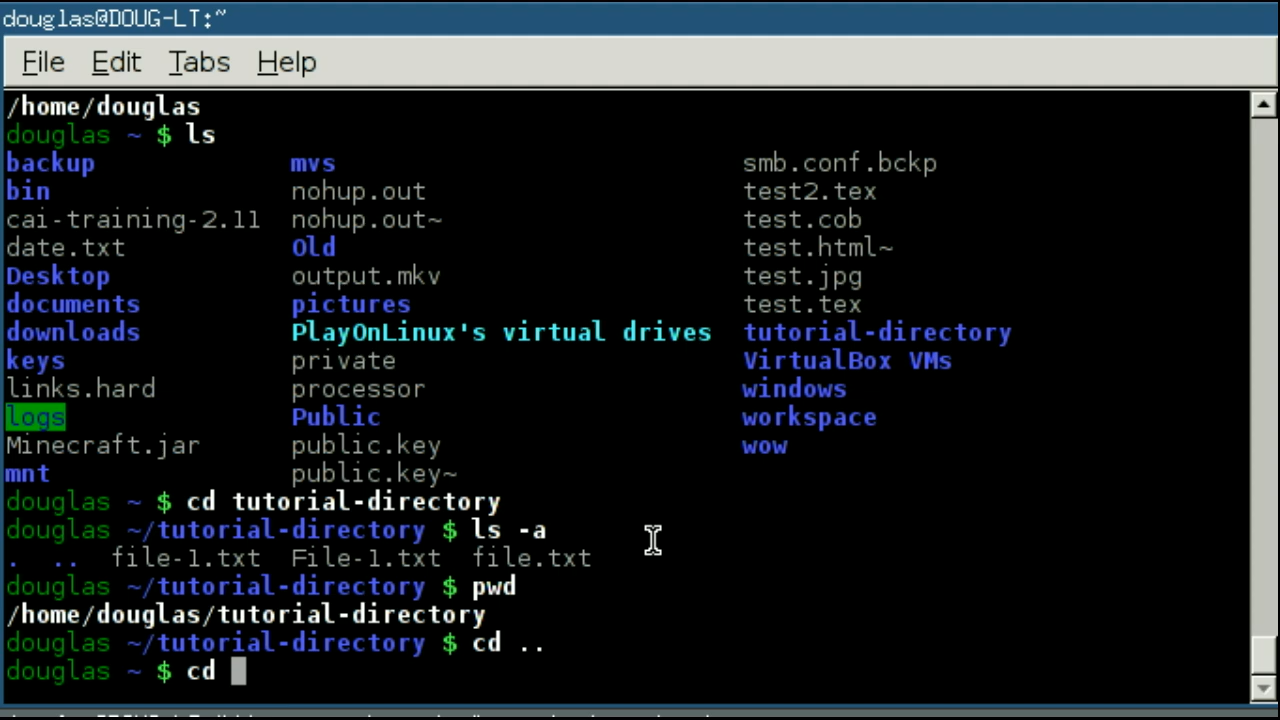 douglas@DOUG-LT:~
File Edit Tabs Help
/home/douglas
douglas ~ $ ls
backup mvs smb.conf.bckp
bin nohup.out test2.tex
cai-training-2.11 nohup.out~ test.cob
date.txt Old test.html~
Desktop output.mkv test.jpg
documents pictures test.tex
downloads PlayOnLinux's virtual drives tutorial-directory
keys private VirtualBox VMs
links.hard processor windows
logs Public workspace
Minecraft.jar public.key wow
mnt public.key~
douglas ~ $ cd tutorial-directory
douglas ~/tutorial-directory $ ls -a
. .. file-1.txt File-1.txt file.txt
douglas ~/tutorial-directory $ pwd
/home/douglas/tutorial-directory
douglas ~/tutorial-directory $ cd ..
douglas ~ $ cd